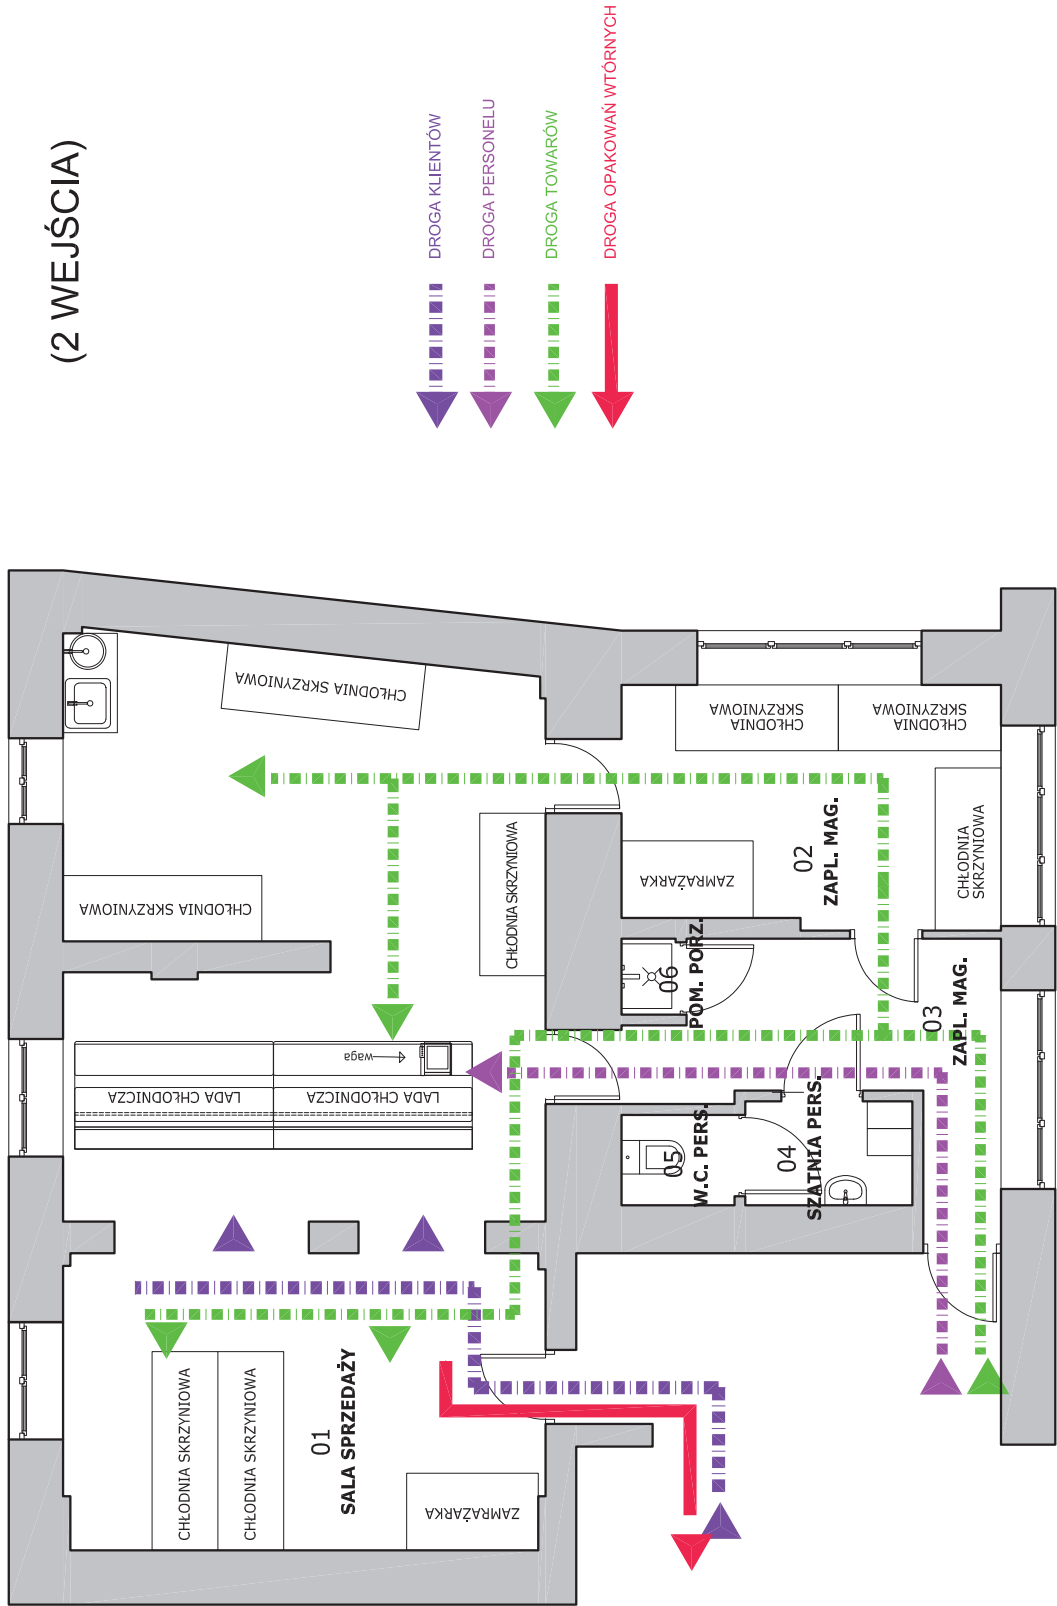 (2 WEJŚCIA)
DROGA KLIENTÓW
DROGA PERSONELU
DROGA TOWARÓW
DROGA OPAKOWAŃ WTÓRNYCH
CHŁODNIA SKRZYNIOWA
CHŁODNIA SKRZYNIOWA
CHŁODNIA SKRZYNIOWA
CHŁODNIA
SKRZYNIOWA
CHŁODNIA
SKRZYNIOWA
CHŁODNIA
SKRZYNIOWA
ZAMRAŻARKA
02
ZAPL. MAG.
06
POM. PORZ.
03
ZAPL. MAG.
waga
LADA CHŁODNICZA
LADA CHŁODNICZA
05
W.C. PERS.
04
SZATNIA PERS.
CHŁODNIA SKRZYNIOWA
CHŁODNIA SKRZYNIOWA
01
SALA SPRZEDAŻY
ZAMRAŻARKA